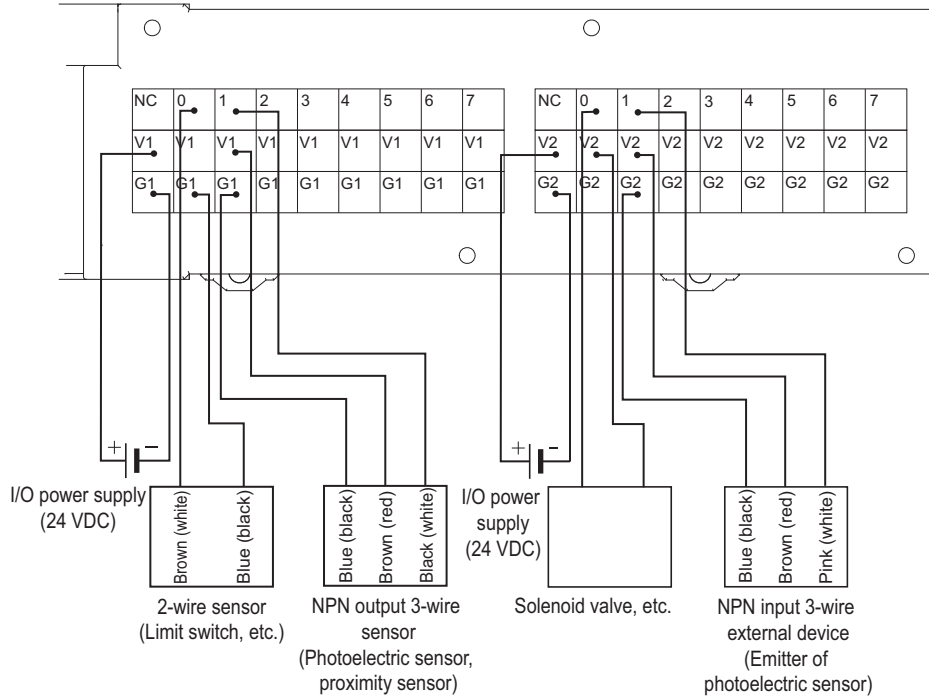 NC 0 1 2 3 4 5 6 7
V1 V1 V1 V1 V1 V1 V1 V1 V1
G1 G1 G1 G1 G1 G1 G1 G1 G1
NC 0 1 2 3 4 5 6 7
V2 V2 V2 V2 V2 V2 V2 V2 V2
G2 G2 G2 G2 G2 G2 G2 G2 G2
+ −
I/O power supply
(24 VDC)
Brown (white)
Blue (black)
2-wire sensor
(Limit switch, etc.)
Blue (black)
Brown (red)
Black (white)
NPN output 3-wire
sensor
(Photoelectric sensor,
proximity sensor)
+ −
I/O power
supply
(24 VDC)
Solenoid valve, etc.
Blue (black)
Brown (red)
Pink (white)
NPN input 3-wire
external device
(Emitter of
photoelectric sensor)